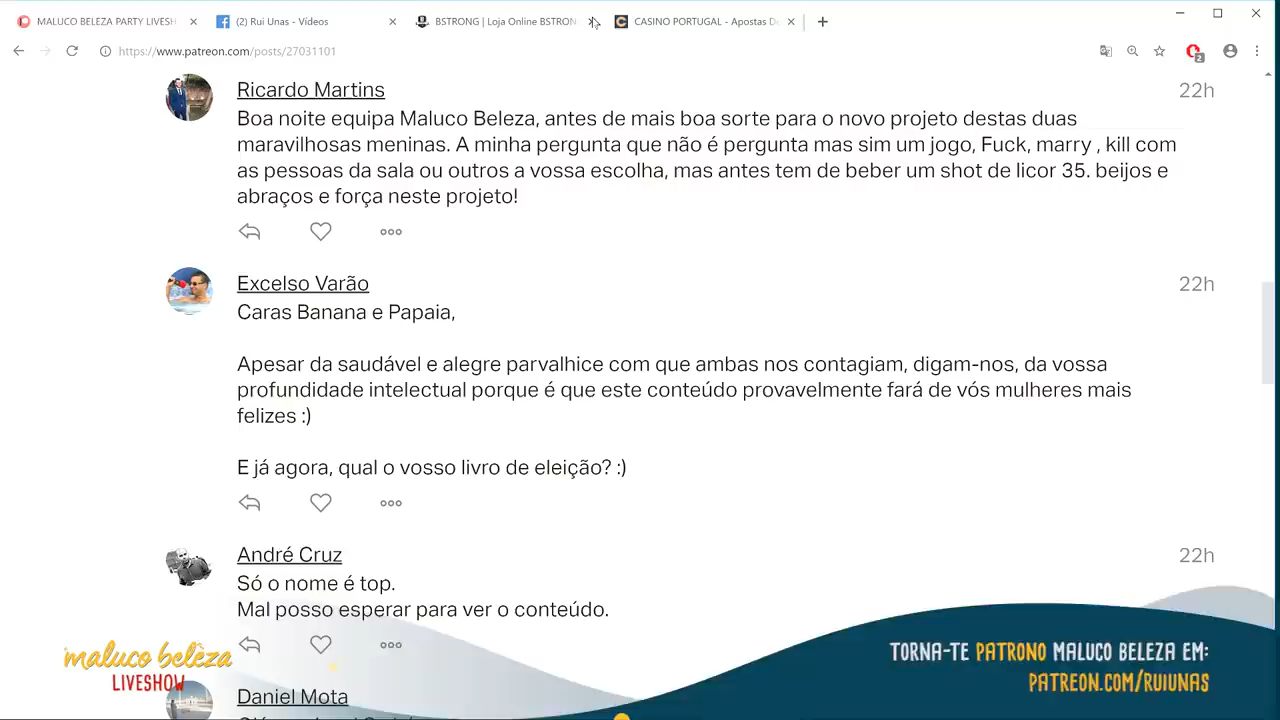 MALUCO BELEZA PARTY LIVESH
(2) Rui Unas - Vídeos
BSTRONG | Loja Online BSTRON
CASINO PORTUGAL - Apostas De
https://www.patreon.com/posts/27031101
2
Ricardo Martins
22h
Boa noite equipa Maluco Beleza, antes de mais boa sorte para o novo projeto destas duas
maravilhosas meninas. A minha pergunta que não é pergunta mas sim um jogo, Fuck, marry , kill com
as pessoas da sala ou outros a vossa escolha, mas antes tem de beber um shot de licor 35. beijos e
abraços e força neste projeto!
Excelso Varão
22h
Caras Banana e Papaia,
Apesar da saudável e alegre parvalhice com que ambas nos contagiam, digam-nos, da vossa
profundidade intelectual porque é que este conteúdo provavelmente fará de vós mulheres mais
felizes :)
E já agora, qual o vosso livro de eleição? :)
André Cruz
22h
Só o nome é top.
Mal posso esperar para ver o conteúdo.
maluco beleza
LIVESHOW
TORNA-TE PATRONO MALUCO BELEZA EM:
PATREON.COM/RUIUNAS
Daniel Mota